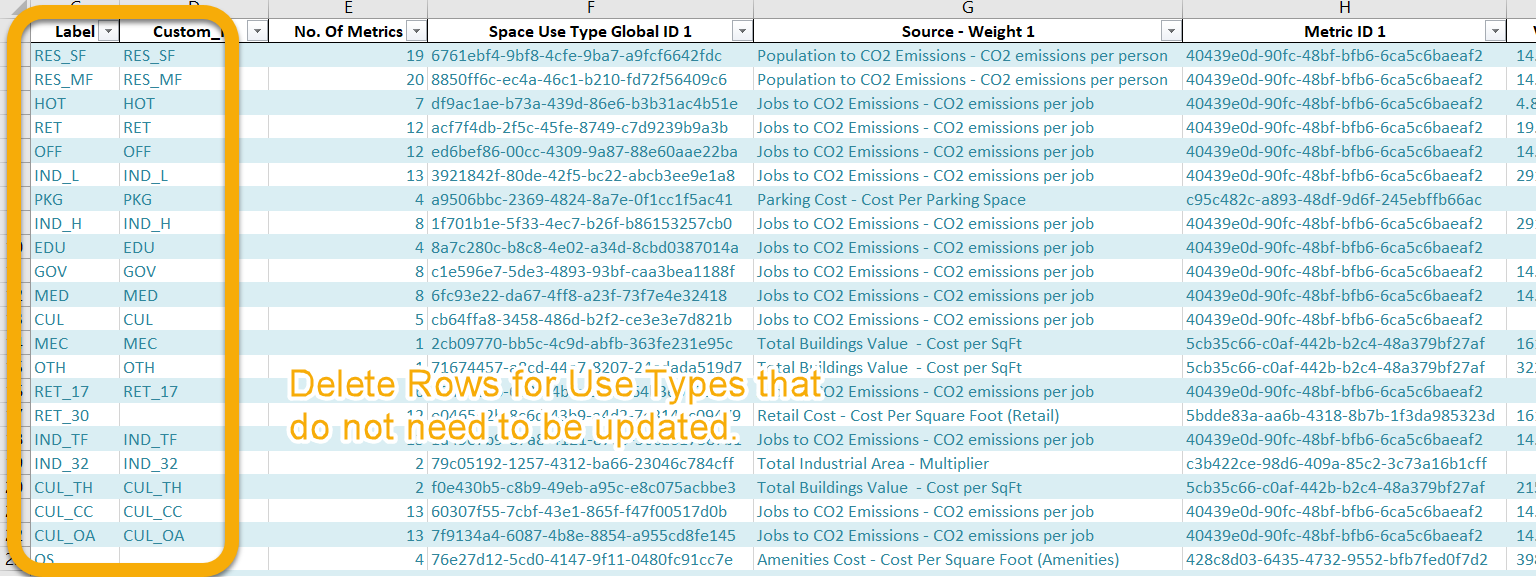 C D E F G H
Label Custom_ No. Of Metrics Space Use Type Global ID 1 Source - Weight 1 Metric ID 1
RES_SF RES_SF 19 6761ebf4-9bf8-4cfe-9ba7-a9fcf6642fdc Population to CO2 Emissions - CO2 emissions per person 40439e0d-90fc-48bf-bfb6-6ca5c6baeaf2 14.
RES_MF RES_MF 20 8850ff6c-ec4a-46c1-b210-fd72f56409c6 Population to CO2 Emissions - CO2 emissions per person 40439e0d-90fc-48bf-bfb6-6ca5c6baeaf2 14.
HOT HOT 7 df9ac1ae-b73a-439d-86e6-b3b31ac4b51e Jobs to CO2 Emissions - CO2 emissions per job 40439e0d-90fc-48bf-bfb6-6ca5c6baeaf2 4.8
RET RET 12 acf7f4db-2f5c-45fe-8749-c7d9239b9a3b Jobs to CO2 Emissions - CO2 emissions per job 40439e0d-90fc-48bf-bfb6-6ca5c6baeaf2 19.
OFF OFF 12 ed6bef86-00cc-4309-9a87-88e60aae22ba Jobs to CO2 Emissions - CO2 emissions per job 40439e0d-90fc-48bf-bfb6-6ca5c6baeaf2 14.
IND_L IND_L 13 3921842f-80de-42f5-bc22-abcb3ee9e1a8 Jobs to CO2 Emissions - CO2 emissions per job 40439e0d-90fc-48bf-bfb6-6ca5c6baeaf2 29
PKG PKG 4 a9506bbc-2369-4824-8a7e-0f1cc1f5ac41 Parking Cost - Cost Per Parking Space c95c482c-a893-48df-9d6f-245ebffb66ac
IND_H IND_H 8 1f701b1e-5f33-4ec7-b26f-b86153257cb0 Jobs to CO2 Emissions - CO2 emissions per job 40439e0d-90fc-48bf-bfb6-6ca5c6baeaf2 29
EDU EDU 4 8a7c280c-b8c8-4e02-a34d-8cbd0387014a Jobs to CO2 Emissions - CO2 emissions per job 40439e0d-90fc-48bf-bfb6-6ca5c6baeaf2
GOV GOV 8 c1e596e7-5de3-4893-93bf-caa3bea1188f Jobs to CO2 Emissions - CO2 emissions per job 40439e0d-90fc-48bf-bfb6-6ca5c6baeaf2 14.
MED MED 8 6fc93e22-da67-4ff8-a23f-73f7e4e32418 Jobs to CO2 Emissions - CO2 emissions per job 40439e0d-90fc-48bf-bfb6-6ca5c6baeaf2 14.
CUL CUL 5 cb64ffa8-3458-486d-b2f2-ce3e3e7d821b Jobs to CO2 Emissions - CO2 emissions per job 40439e0d-90fc-48bf-bfb6-6ca5c6baeaf2
MEC MEC 1 2cb09770-bb5c-4c9d-abfb-363fe231e95c Total Buildings Value - Cost per SqFt 5cb35c66-c0af-442b-b2c4-48a379bf27af 16
OTH OTH Total Buildings Value - Cost per SqFt 5cb35c66-c0af-442b-b2c4-48a379bf27af 32
Delete Rows for Use Types that
do not need to be updated.
RET_17 RET_17 CO2 Emissions - CO2 emissions per job 40439e0d-90fc-48bf-bfb6-6ca5c6baeaf2 14.
RET_30 Retail Cost - Cost Per Square Foot (Retail) 5bdde83a-aa6b-4318-8b7b-1f3da985323d 16
IND_TF IND_TF Jobs to CO2 Emissions - CO2 emissions per job 40439e0d-90fc-48bf-bfb6-6ca5c6baeaf2 14.
IND_32 IND_32 2 79c05192-1257-4312-ba66-23046c784cff Total Industrial Area - Multiplier c3b422ce-98d6-409a-85c2-3c73a16b1cff
CUL_TH CUL_TH 2 f0e430b5-c8b9-49eb-a95c-e8c075acbbe3 Total Buildings Value - Cost per SqFt 5cb35c66-c0af-442b-b2c4-48a379bf27af 21
CUL_CC CUL_CC 13 60307f55-7cbf-43e1-865f-f47f00517d0b Jobs to CO2 Emissions - CO2 emissions per job 40439e0d-90fc-48bf-bfb6-6ca5c6baeaf2 14.
CUL_OA CUL_OA 13 7f9134a4-6087-4b8e-8854-a955cd8fe145 Jobs to CO2 Emissions - CO2 emissions per job 40439e0d-90fc-48bf-bfb6-6ca5c6baeaf2 14.
OS 4 76e27d12-5cd0-4147-9f11-0480fc91cc7e Amenities Cost - Cost Per Square Foot (Amenities) 428c8d03-6435-4732-9552-bfb7fed0f7d2 39